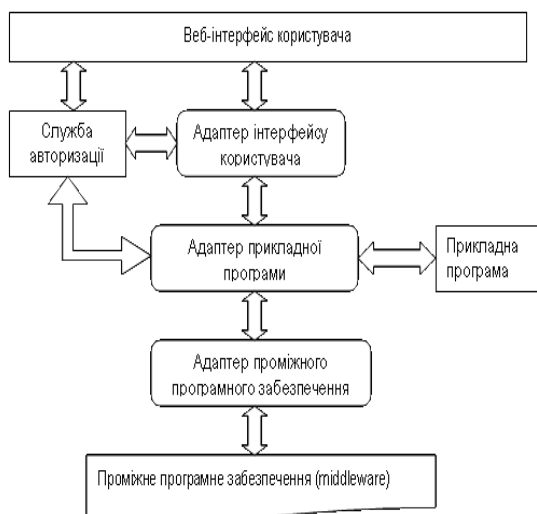 Веб-інтерфейс користувача
Служба
авторизації
Адаптер інтерфейсу
користувача
Адаптер прикладної
програми
Прикладна
програма
Адаптер проміжного
програмного забезпечення
Проміжне програмне забезпечення (middleware)